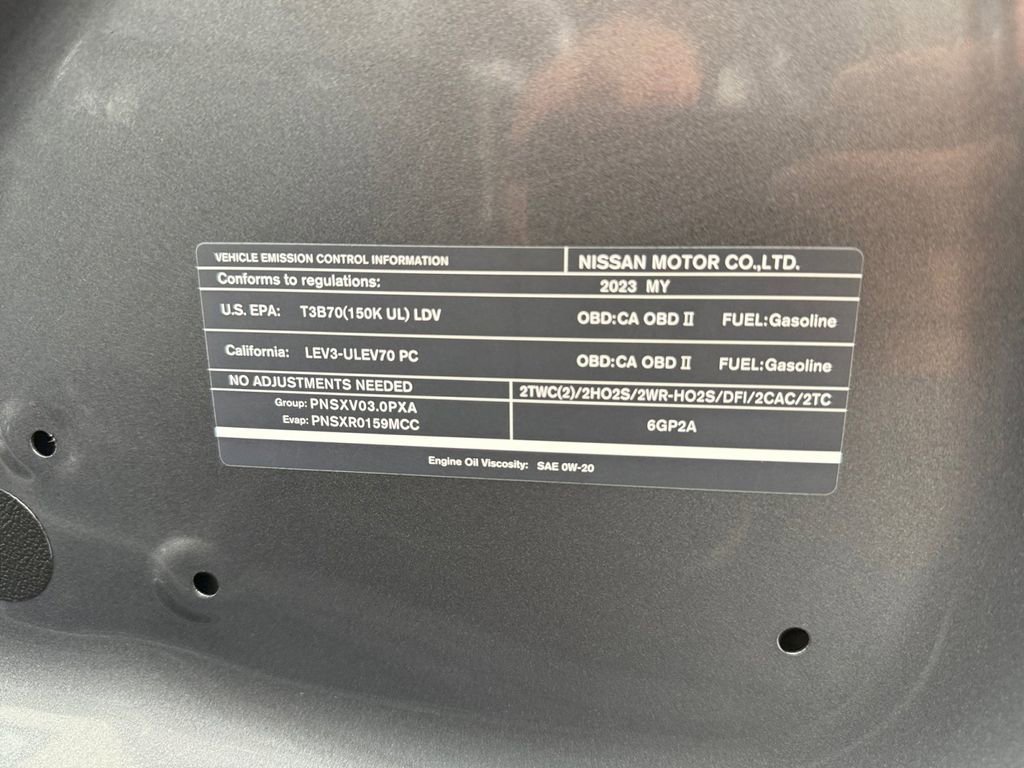 VEHICLE EMISSION CONTROL INFORMATION NISSAN MOTOR CO.,LTD.
Conforms to regulations: 2023 MY
U.S. EPA: T3B70(150K UL) LDV OBD:CA OBD II FUEL:Gasoline
California: LEV3-ULEV70 PC OBD:CA OBD II FUEL:Gasoline
NO ADJUSTMENTS NEEDED 2TWC(2)/2HO2S/2WR-HO2S/DFI/2CAC/2TC
Group: PNSXV03.0PXA
Evap: PNSXR0159MCC 6GP2A
Engine Oil Viscosity: SAE 0W-20